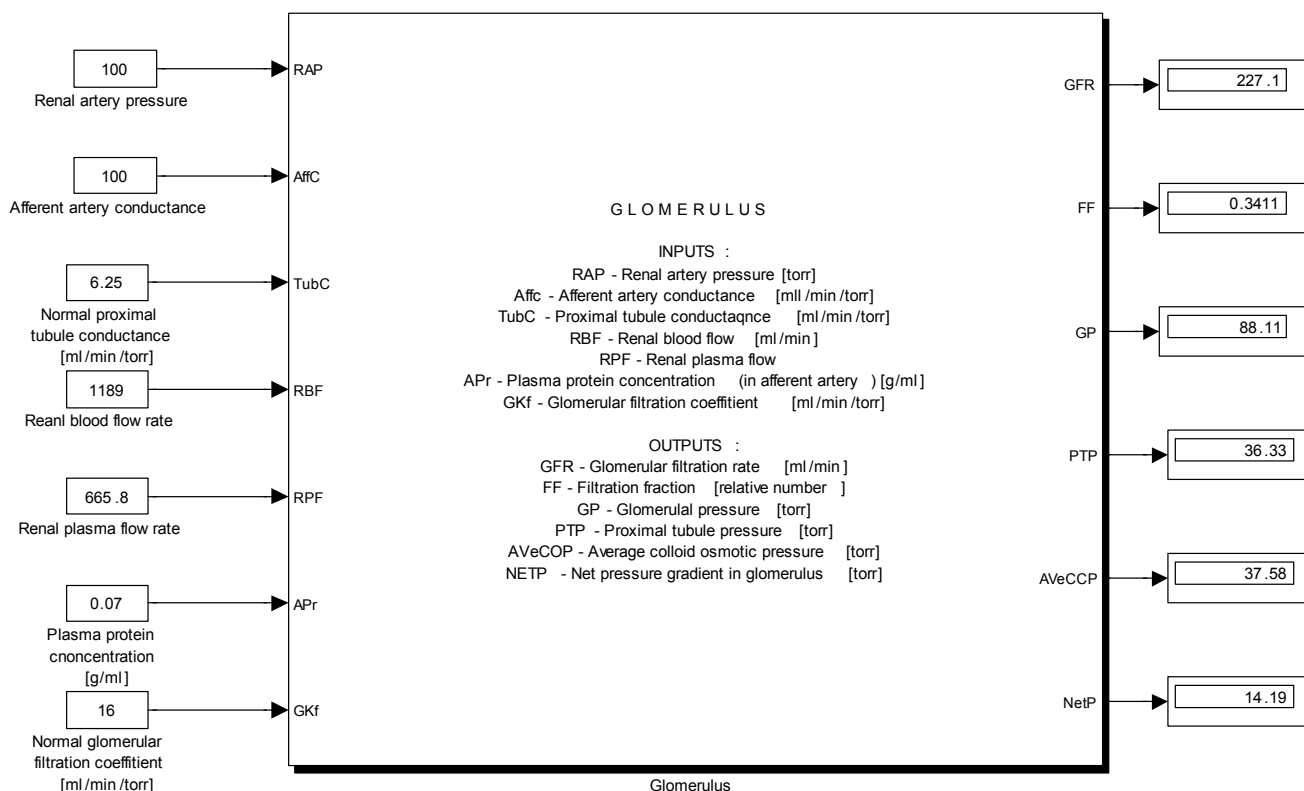 100
Renal artery pressure
100
Afferent artery conductance
6.25
Normal proximal
tubule conductance
[ml/min /torr]
1189
Reanl blood flow rate
665 .8
Renal plasma flow rate
0.07
Plasma protein
cnoncentration
[g/ml ]
16
Normal glomerular
filtration coeffitient
[ml /min /torr]
RAP
AffC
TubC
RBF
RPF
APr
GKf
G L O M E R U L U S
INPUTS :
RAP - Renal artery pressure [torr]
Affc - Afferent artery conductance [mll /min /torr]
TubC - Proximal tubule conductaqnce [ml /min /torr]
RBF - Renal blood flow [ml /min ]
RPF - Renal plasma flow
APr - Plasma protein concentration (in afferent artery ) [g/ml ]
GKf - Glomerular filtration coeffitient [ml /min /torr]
OUTPUTS :
GFR - Glomerular filtration rate [ml /min ]
FF - Filtration fraction [relative number ]
GP - Glomerulal pressure [torr]
PTP - Proximal tubule pressure [torr]
AVeCOP - Average colloid osmotic pressure [torr]
NETP - Net pressure gradient in glomerulus [torr]
GFR
FF
GP
PTP
AVeCCP
NetP
227 .1
0.3411
88.11
36.33
37.58
14 .19
Glomerulus